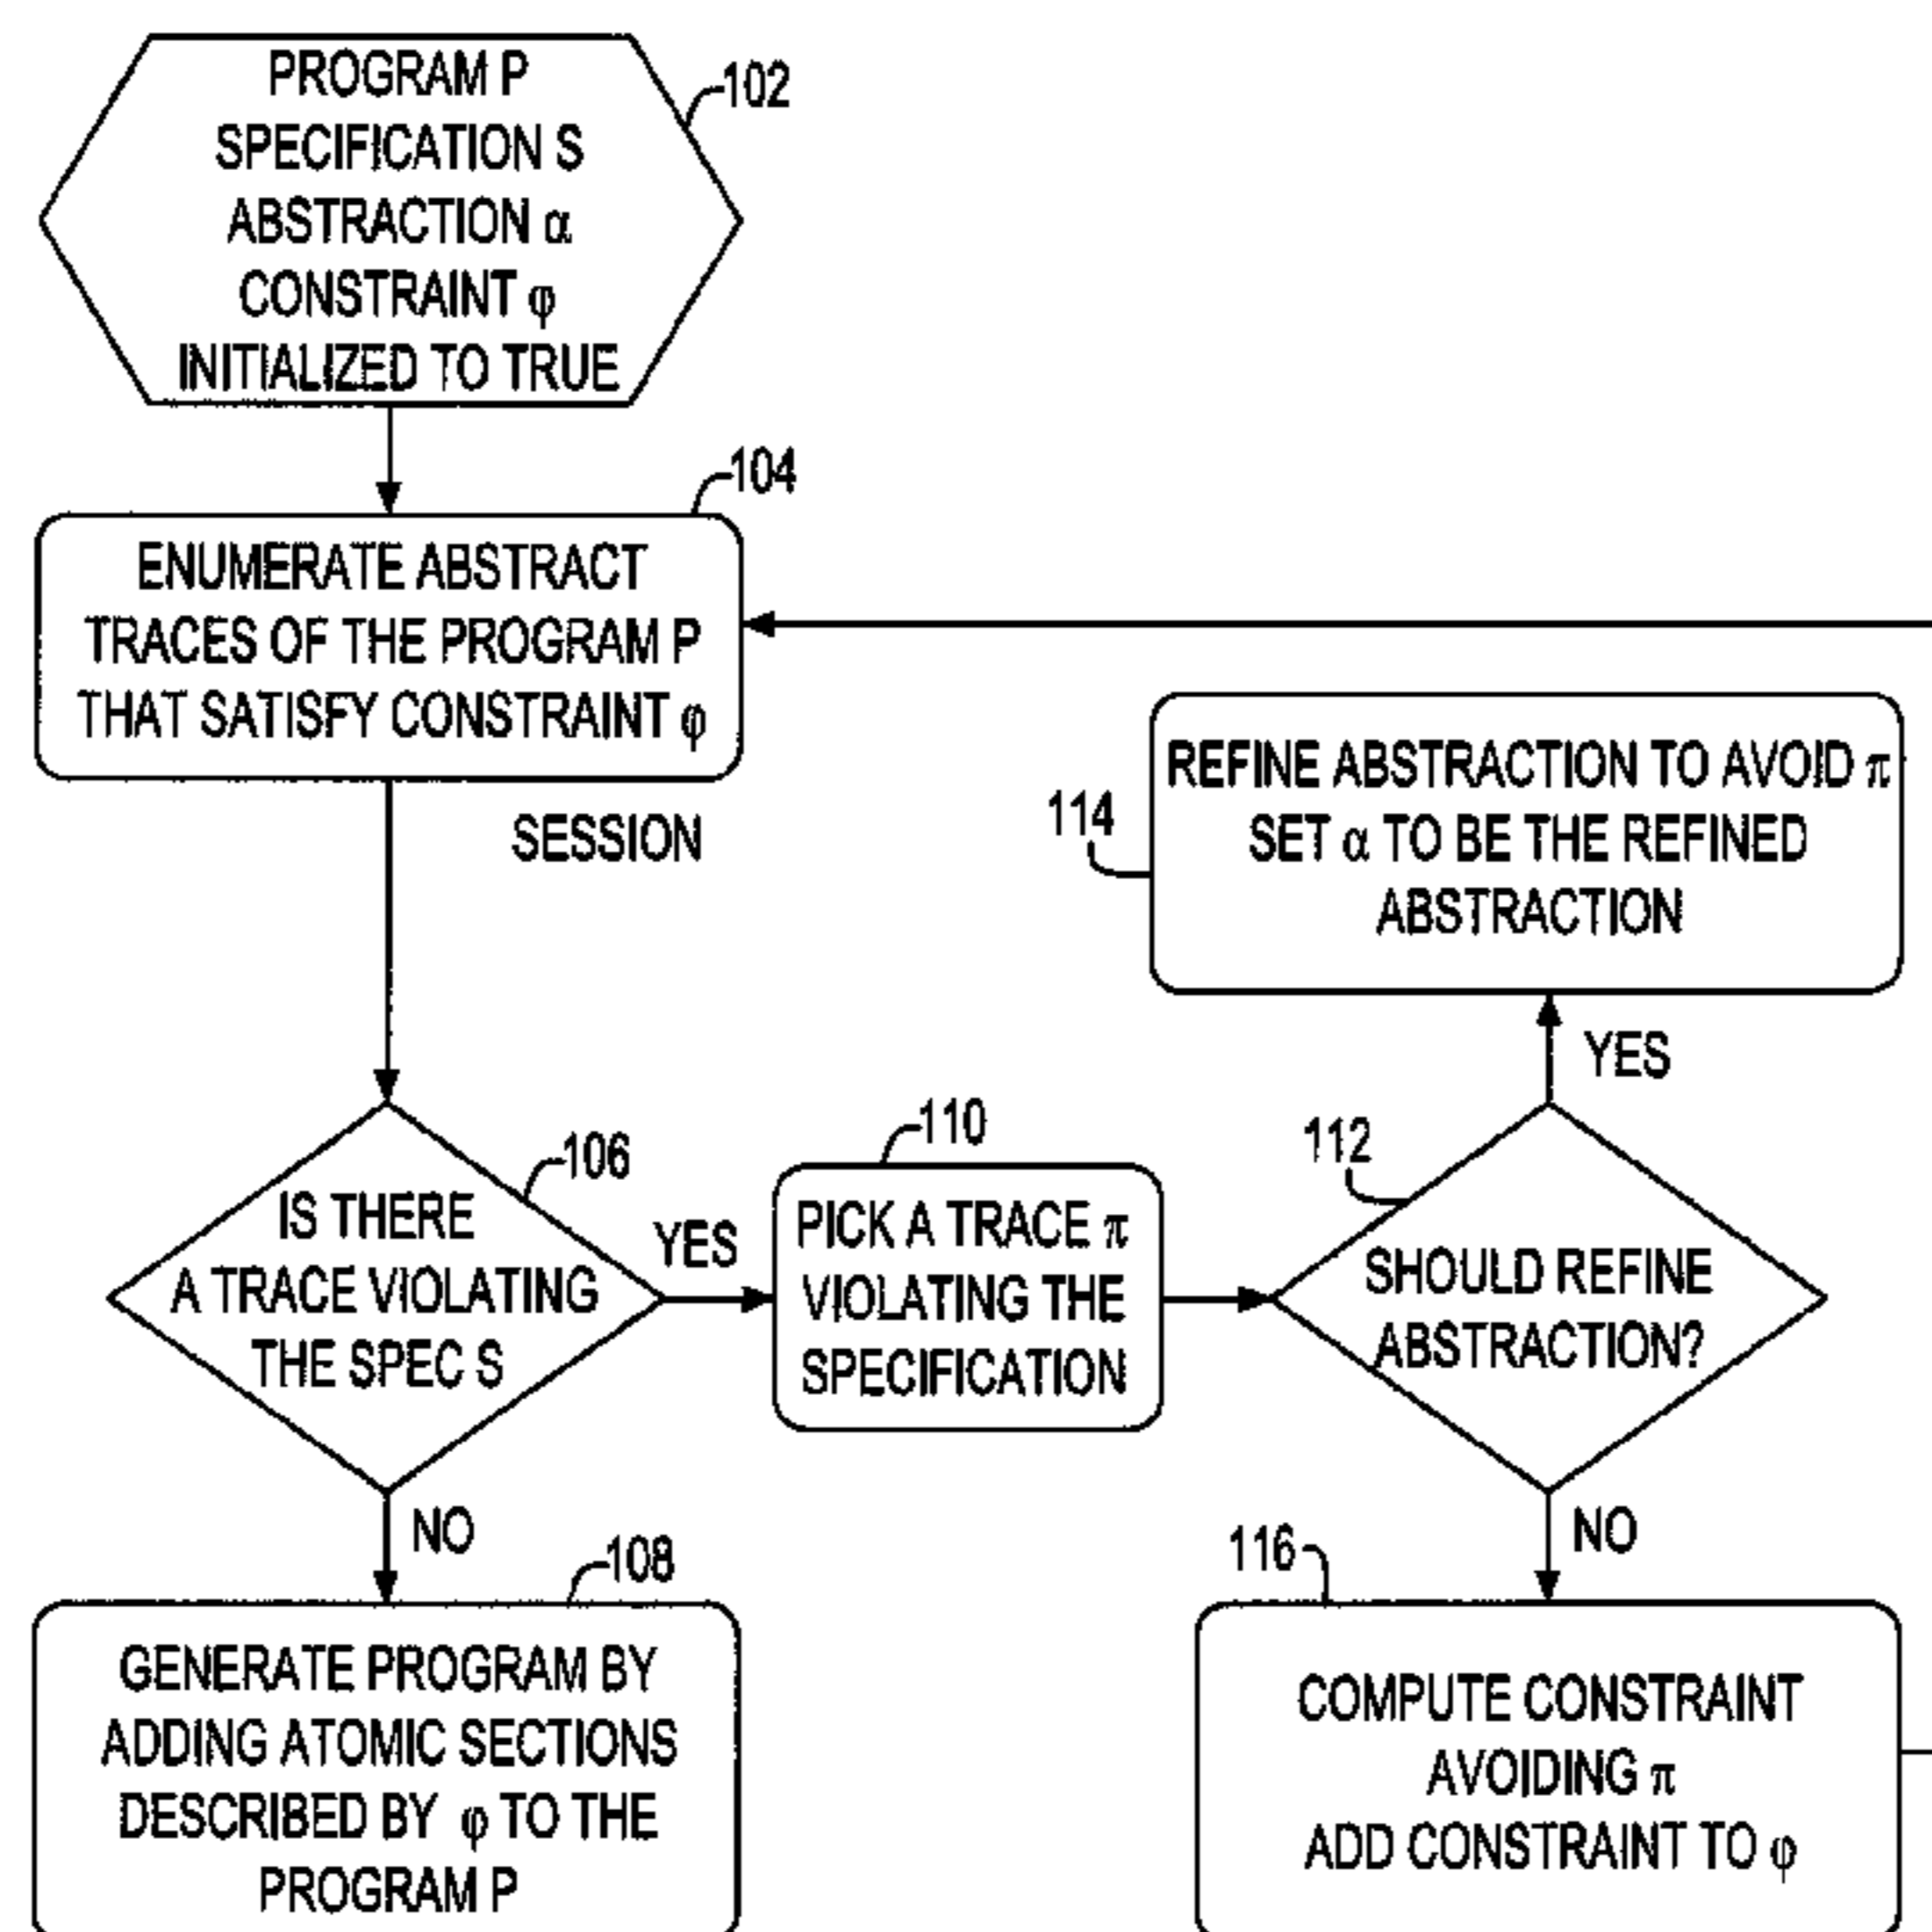 PROGRAM P
SPECIFICATION S
ABSTRACTION α
CONSTRAINT φ
INITIALIZED TO TRUE
102
104
ENUMERATE ABSTRACT
TRACES OF THE PROGRAM P
THAT SATISFY CONSTRAINT φ
SESSION
114
REFINE ABSTRACTION TO AVOID π
SET α TO BE THE REFINED
ABSTRACTION
YES
106
IS THERE
A TRACE VIOLATING
THE SPEC S
YES
110
PICK A TRACE π
VIOLATING THE
SPECIFICATION
112
SHOULD REFINE
ABSTRACTION?
NO
108
GENERATE PROGRAM BY
ADDING ATOMIC SECTIONS
DESCRIBED BY φ TO THE
PROGRAM P
NO
116
COMPUTE CONSTRAINT
AVOIDING π
ADD CONSTRAINT TO φ